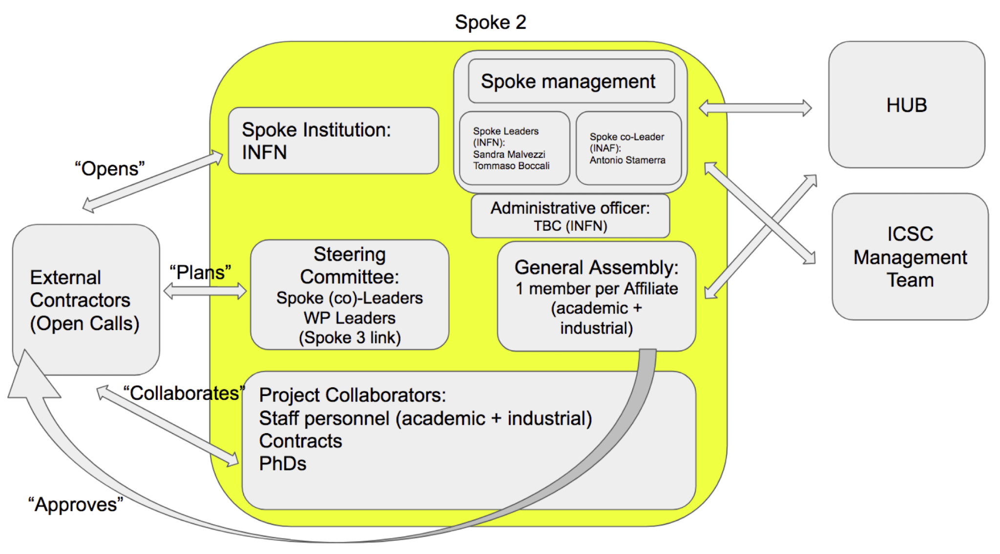 Spoke 2
Spoke management
HUB
Spoke Institution:
INFN
Spoke Leaders
(INFN):
Sandra Malvezzi
Tommaso Boccali
Spoke co-Leader
(INAF):
Antonio Stamerra
“Opens”
Administrative officer:
TBC (INFN)
ICSC
Management
Team
External
Contractors
(Open Calls)
“Plans”
Steering
Committee:
Spoke (co)-Leaders
WP Leaders
(Spoke 3 link)
General Assembly:
1 member per Affiliate
(academic +
industrial)
“Collaborates”
Project Collaborators:
Staff personnel (academic + industrial)
Contracts
PhDs
“Approves”